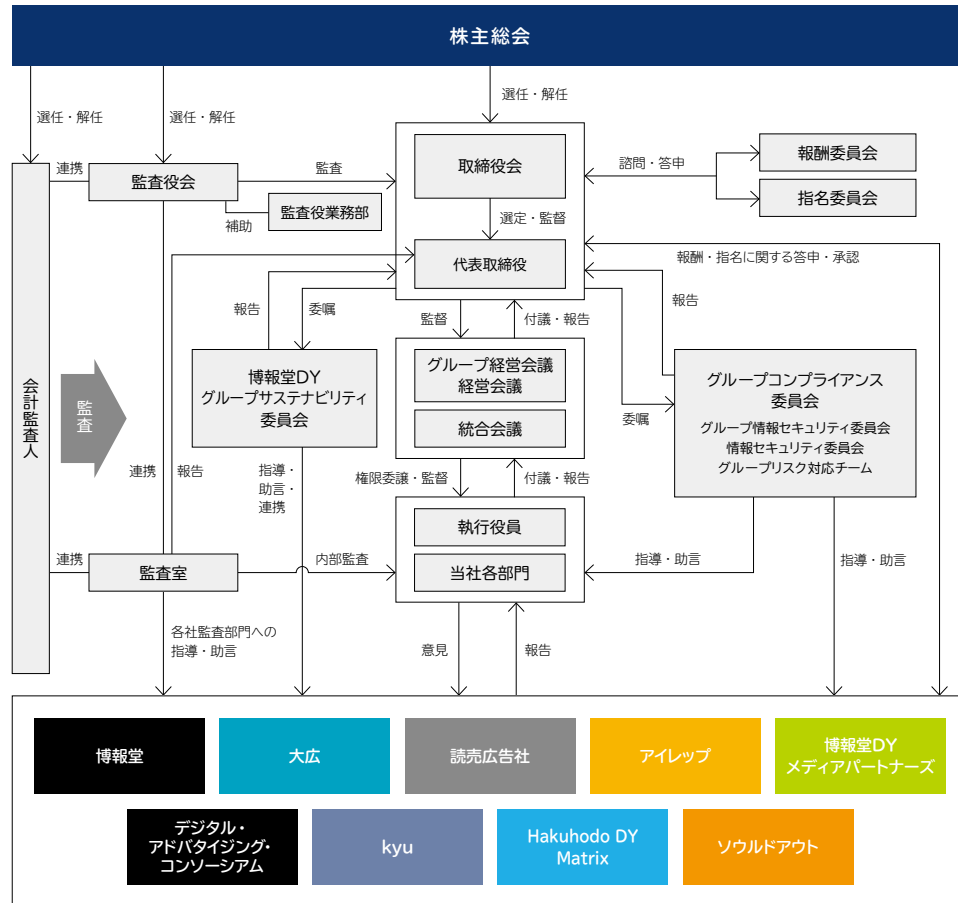 株主総会
選任・解任
選任・解任
選任・解任
連携
監査役会
監査
取締役会
諮問・答申
報酬委員会
指名委員会
監査役業務部
補助
選定・監督
代表取締役
報酬・指名に関する答申・承認
報告
委嘱
監督
付議・報告
報告
会計監査人
監査
博報堂DY
グループサステナビリティ
委員会
グループ経営会議
経営会議
統合会議
委嘱
グループコンプライアンス
委員会
グループ情報セキュリティ委員会
情報セキュリティ委員会
グループリスク対応チーム
連携
報告
指導・
助言・
連携
権限委譲・監督
付議・報告
執行役員
当社各部門
連携
監査室
内部監査
指導・助言
指導・助言
各社監査部門への
指導・助言
意見
報告
博報堂
大広
読売広告社
アイレップ
博報堂DY
メディアパートナーズ
デジタル・
アドバタイジング・
コンソーシアム
kyu
Hakuhodo DY
Matrix
ソウルドアウト